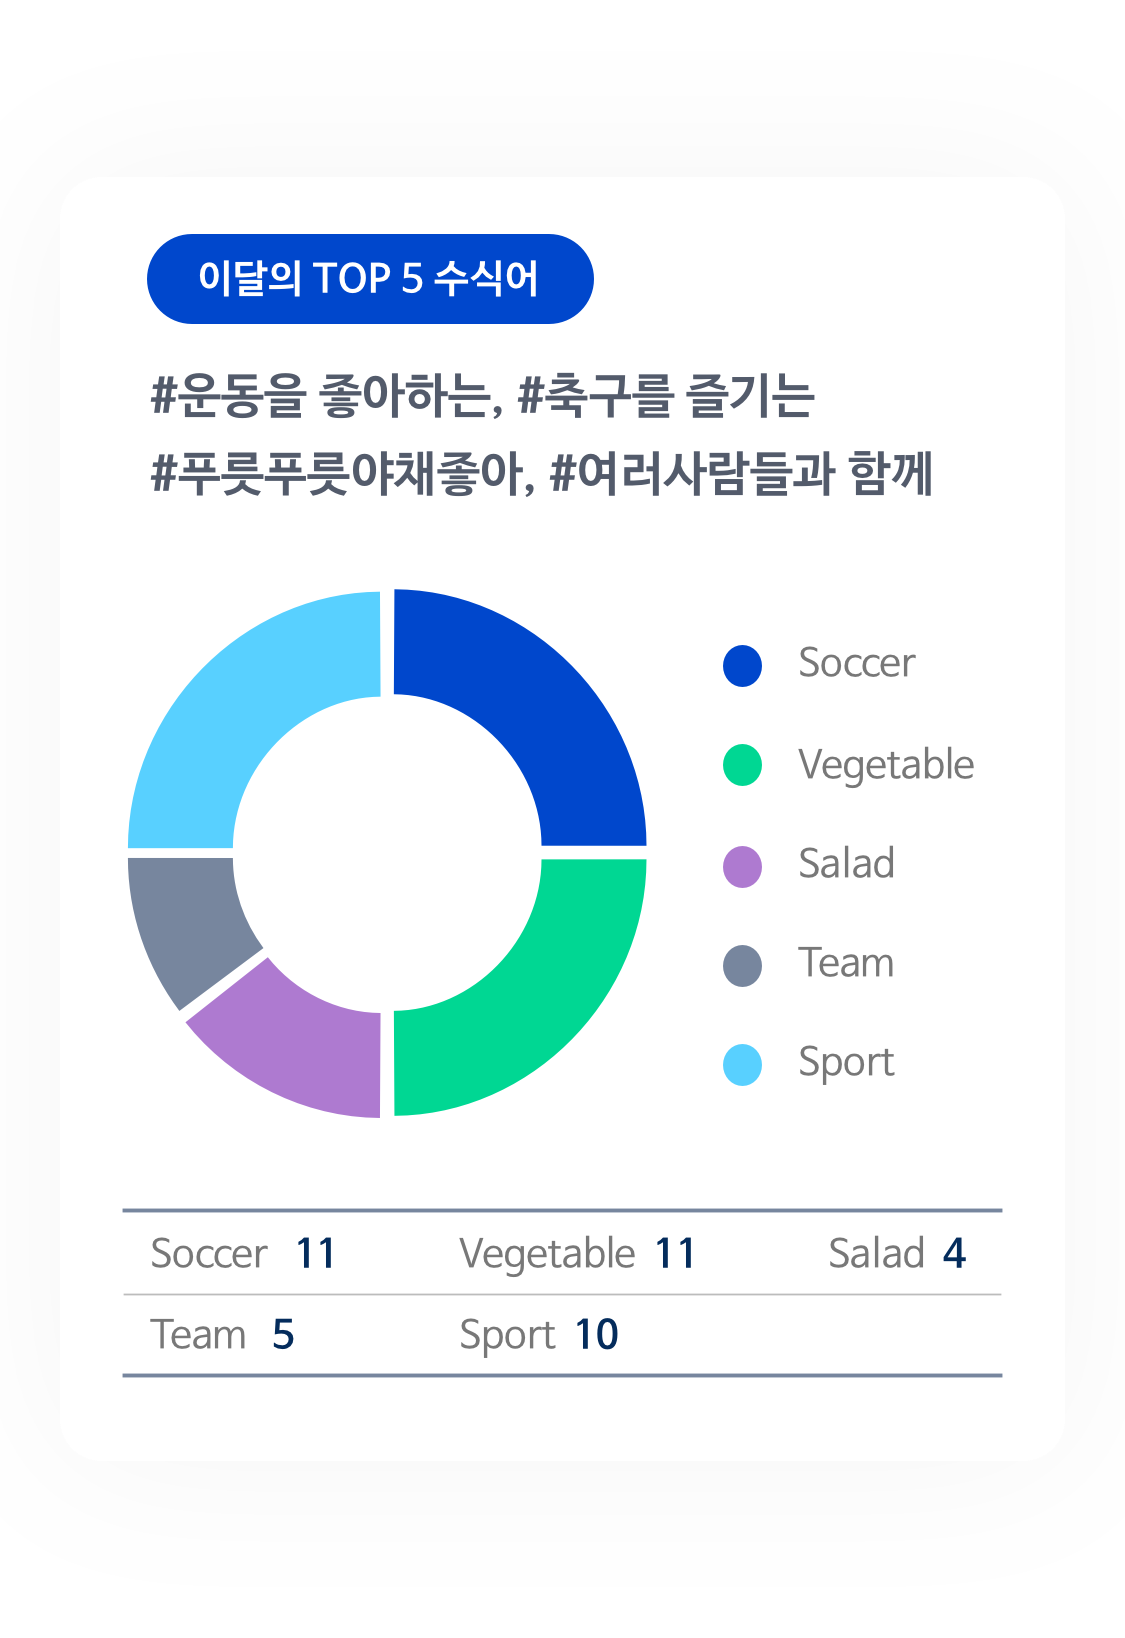 이달의 TOP 5 수식어
#운동을 좋아하는, #축구를 즐기는
#푸릇푸릇야채좋아, #여러사람들과 함께
Soccer
Vegetable
Salad
Team
Sport
Soccer 11 Vegetable 11 Salad 4
Team 5 Sport 10